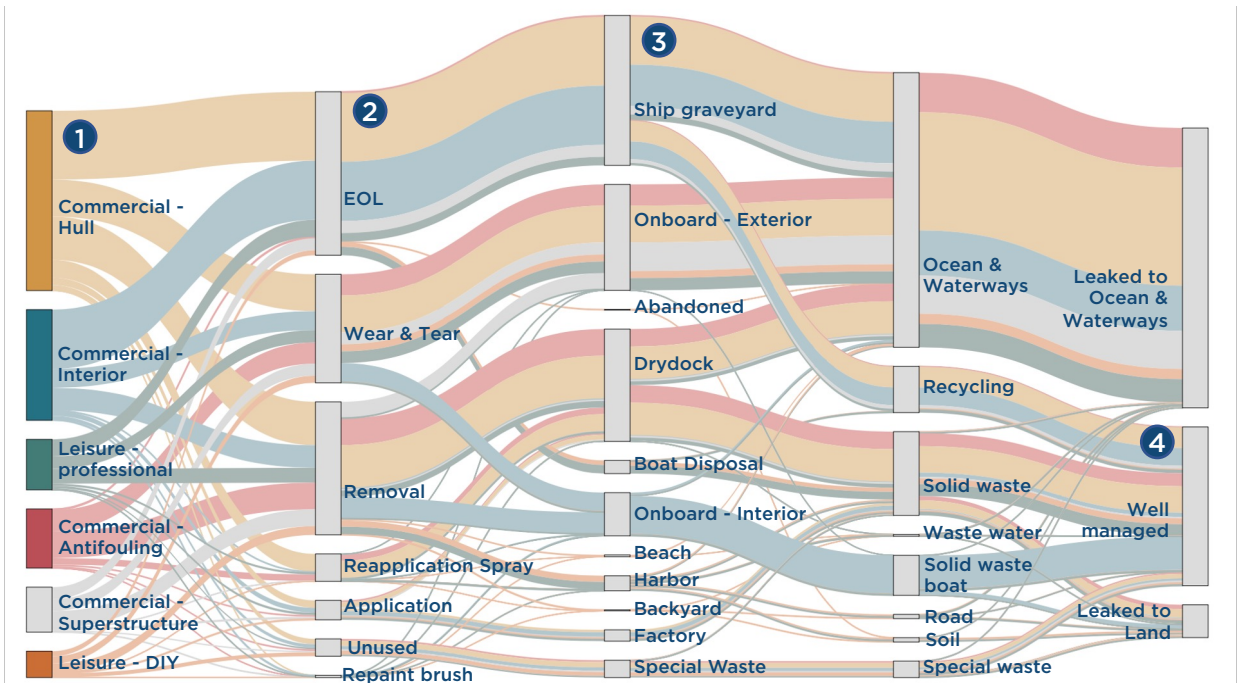 1
Commercial -
Hull
Commercial -
Interior
Leisure -
professional
Commercial -
Antifouling
Commercial -
Superstructure
Leisure - DIY
2
EOL
Wear & Tear
Removal
Reapplication Spray
Application
Unused
Repaint brush
3
Ship graveyard
Onboard - Exterior
Abandoned
Drydock
Boat Disposal
Onboard - Interior
Beach
Harbor
Backyard
Factory
Special Waste
Ocean &
Waterways
Recycling
Solid waste
Waste water
Solid waste
boat
Road
Soil
Special waste
Leaked to
Ocean &
Waterways
4
Well
managed
Leaked to
Land